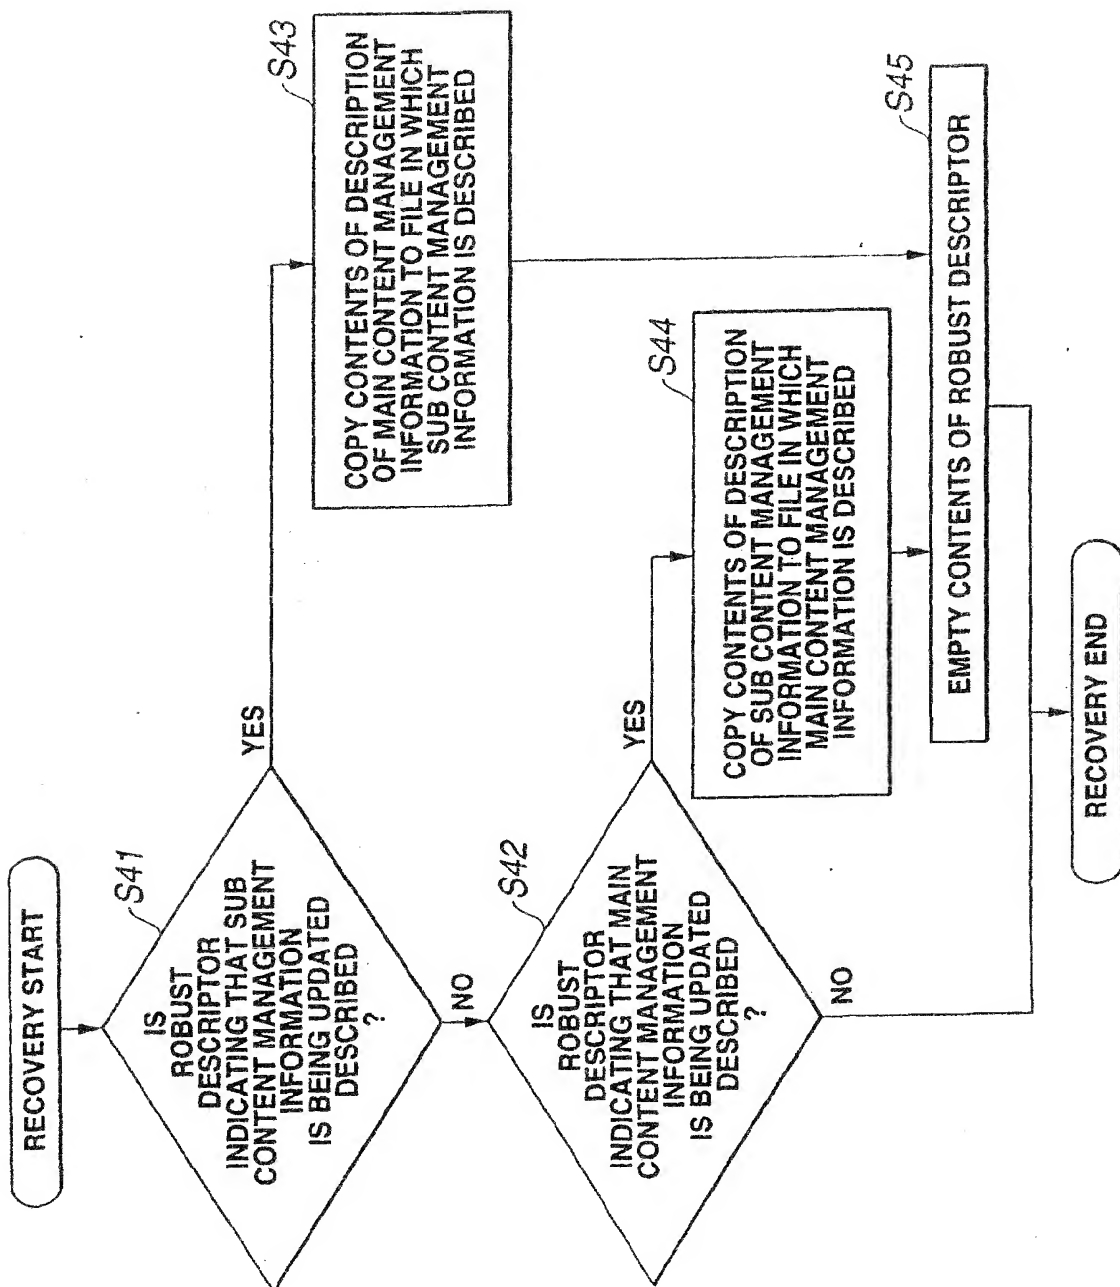 RECOVERY START
S41
IS
ROBUST
DESCRIPTOR
INDICATING THAT SUB
CONTENT MANAGEMENT
INFORMATION
IS BEING UPDATED
DESCRIBED
?
YES
NO
S43
COPY CONTENTS OF DESCRIPTION
OF MAIN CONTENT MANAGEMENT
INFORMATION TO FILE IN WHICH
SUB CONTENT MANAGEMENT
INFORMATION IS DESCRIBED
S42
IS
ROBUST
DESCRIPTOR
INDICATING THAT MAIN
CONTENT MANAGEMENT
INFORMATION
IS BEING UPDATED
DESCRIBED
?
YES
NO
S44
COPY CONTENTS OF DESCRIPTION
OF SUB CONTENT MANAGEMENT
INFORMATION TO FILE IN WHICH
MAIN CONTENT MANAGEMENT
INFORMATION IS DESCRIBED
S45
EMPTY CONTENTS OF ROBUST DESCRIPTOR
RECOVERY END